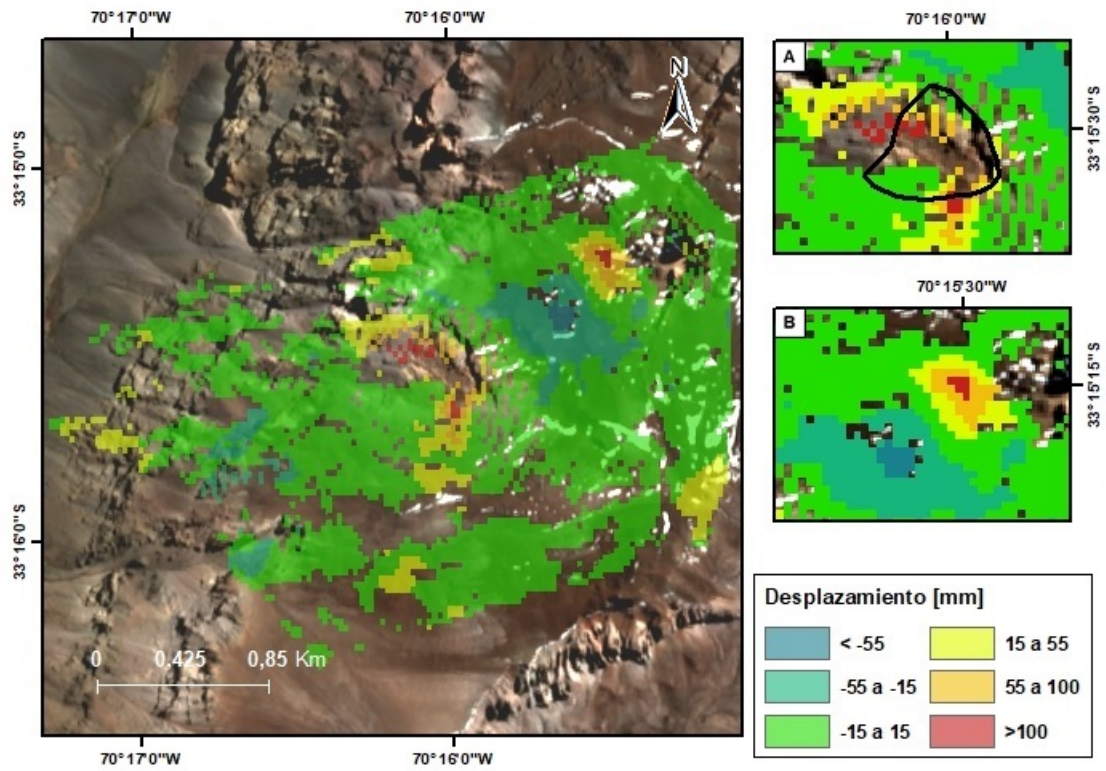 70°17'0"W
70°16'0"W
70°16'0"W
N
A
33°15'0"S
33°15'30"S
70°15'30"W
B
33°15'15"S
33°16'0"S
Desplazamiento [mm]
< -55
15 a 55
-55 a -15
55 a 100
-15 a 15
>100
0 0,425 0,85 Km
70°17'0"W
70°16'0"W